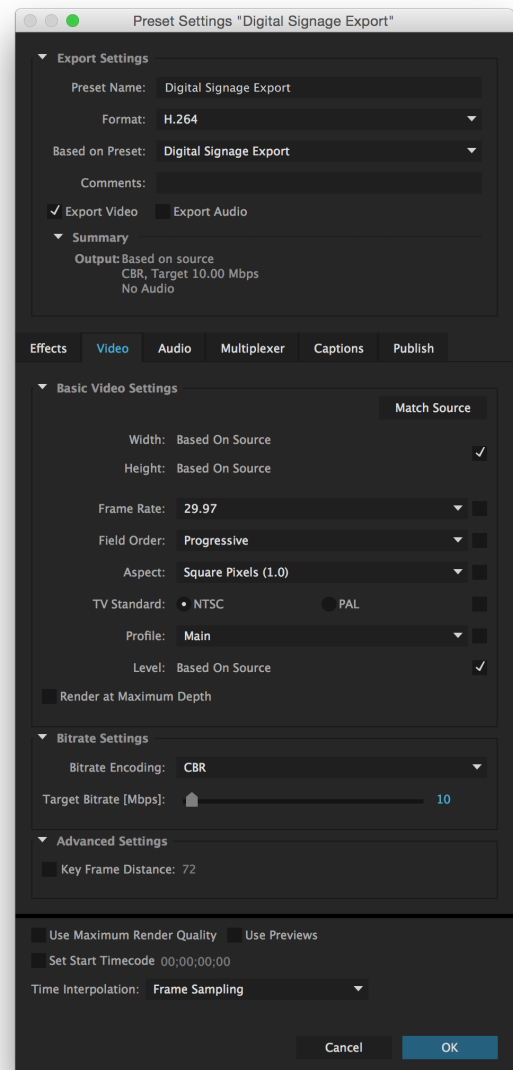 Preset Settings "Digital Signage Export"
Export Settings
Preset Name: Digital Signage Export
Format: H.264
Based on Preset: Digital Signage Export
Comments:
Export Video Export Audio
Summary
Output: Based on source
CBR, Target 10.00 Mbps
No Audio
Effects Video Audio Multiplexer Captions Publish
Basic Video Settings
Match Source
Width: Based On Source
Height: Based On Source
Frame Rate: 29.97
Field Order: Progressive
Aspect: Square Pixels (1.0)
TV Standard: NTSC PAL
Profile: Main
Level: Based On Source
Render at Maximum Depth
Bitrate Settings
Bitrate Encoding: CBR
Target Bitrate [Mbps]: 10
Advanced Settings
Key Frame Distance: 72
Use Maximum Render Quality Use Previews
Set Start Timecode 00;00;00;00
Time Interpolation: Frame Sampling
Cancel OK